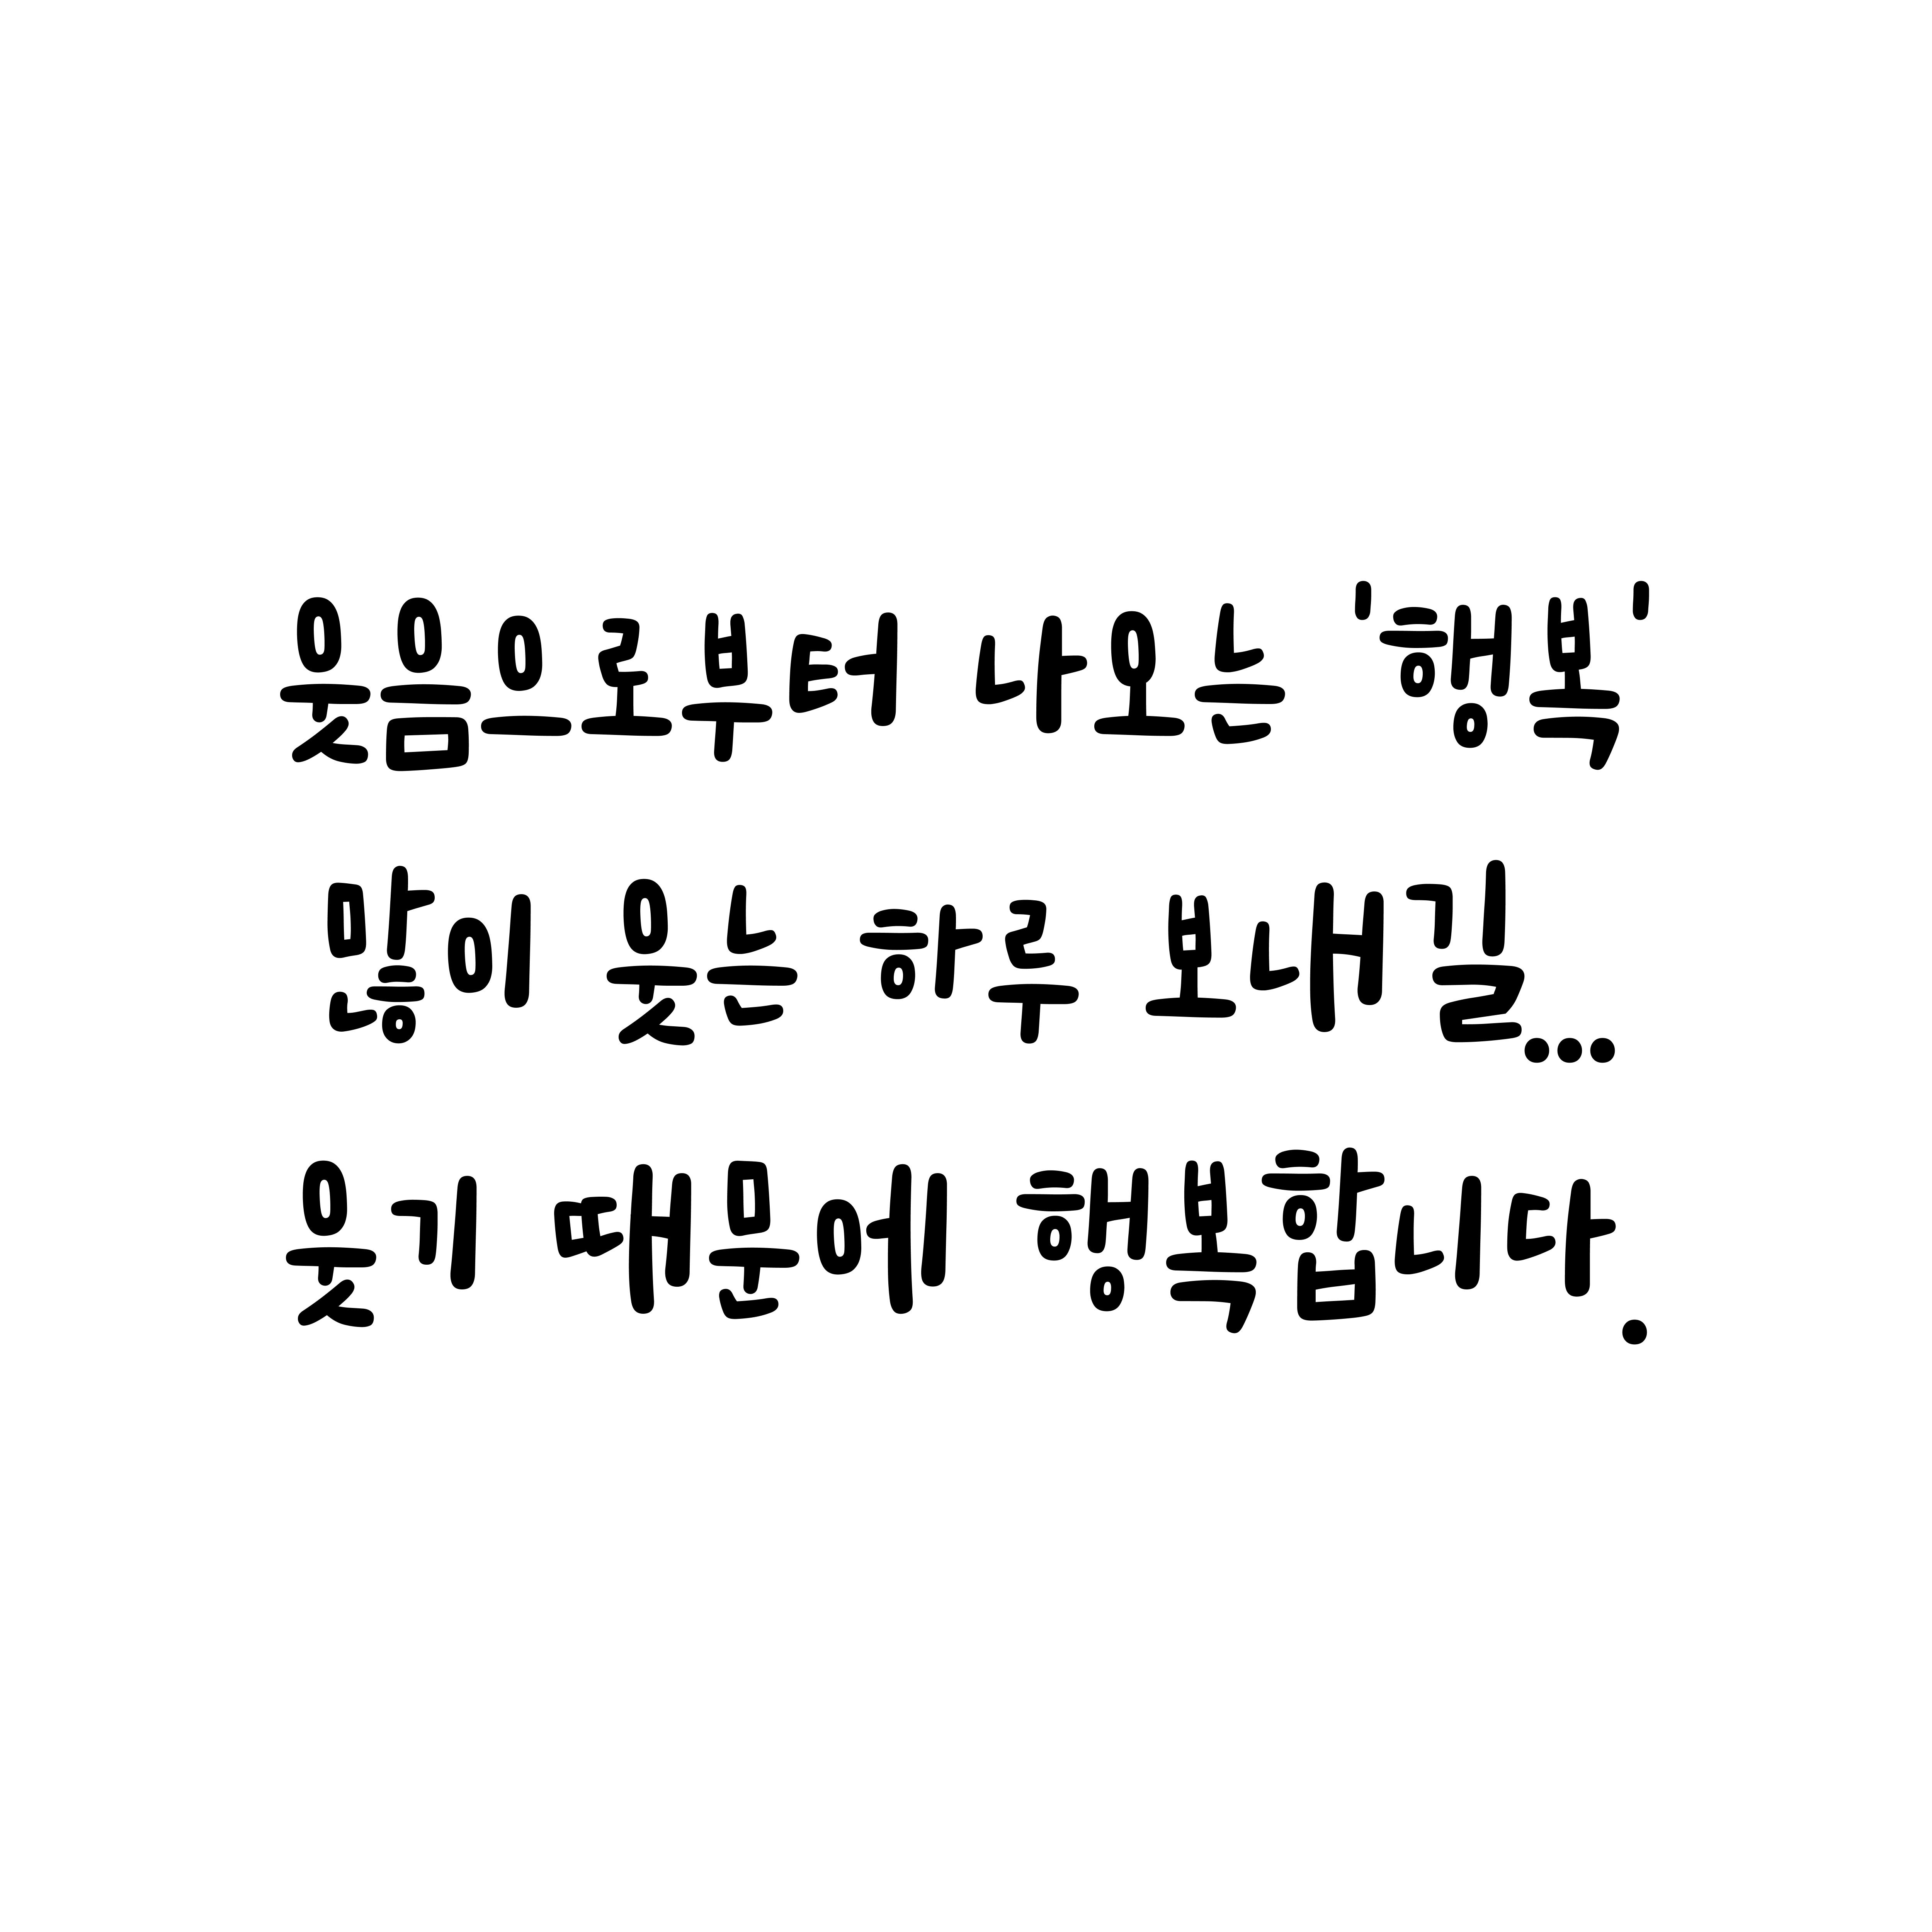 웃음으로부터 나오는 '행복'
많이 웃는 하루 보내길...
웃기 때문에 행복합니다.